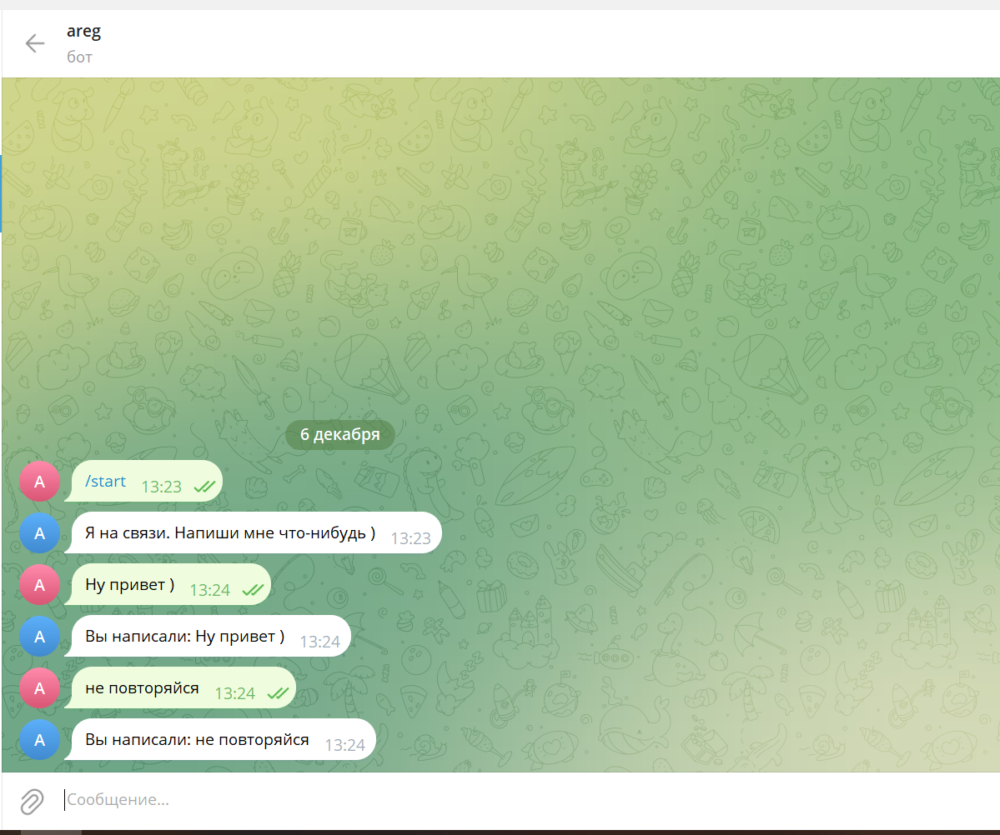 areg
бот
6 декабря
A
/start 13:23
A
Я на связи. Напиши мне что-нибудь ) 13:23
A
Ну привет ) 13:24
A
Вы написали: Ну привет ) 13:24
A
не повторяйся 13:24
A
Вы написали: не повторяйся 13:24
Сообщение...